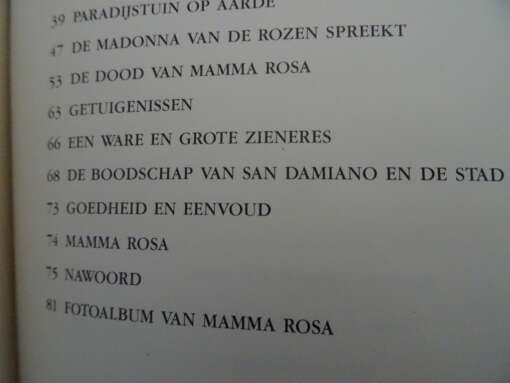 39 PARADIJSTUIN OP AARDE
47 DE MADONNA VAN DE ROZEN SPREEKT
53 DE DOOD VAN MAMMA ROSA
63 GETUIGENISSEN
66 EEN WARE EN GROTE ZIENERES
68 DE BOODSCHAP VAN SAN DAMIANO EN DE STAD
73 GOEDHEID EN EENVOUD
74 MAMMA ROSA
75 NAWOORD
81 FOTOALBUM VAN MAMMA ROSA